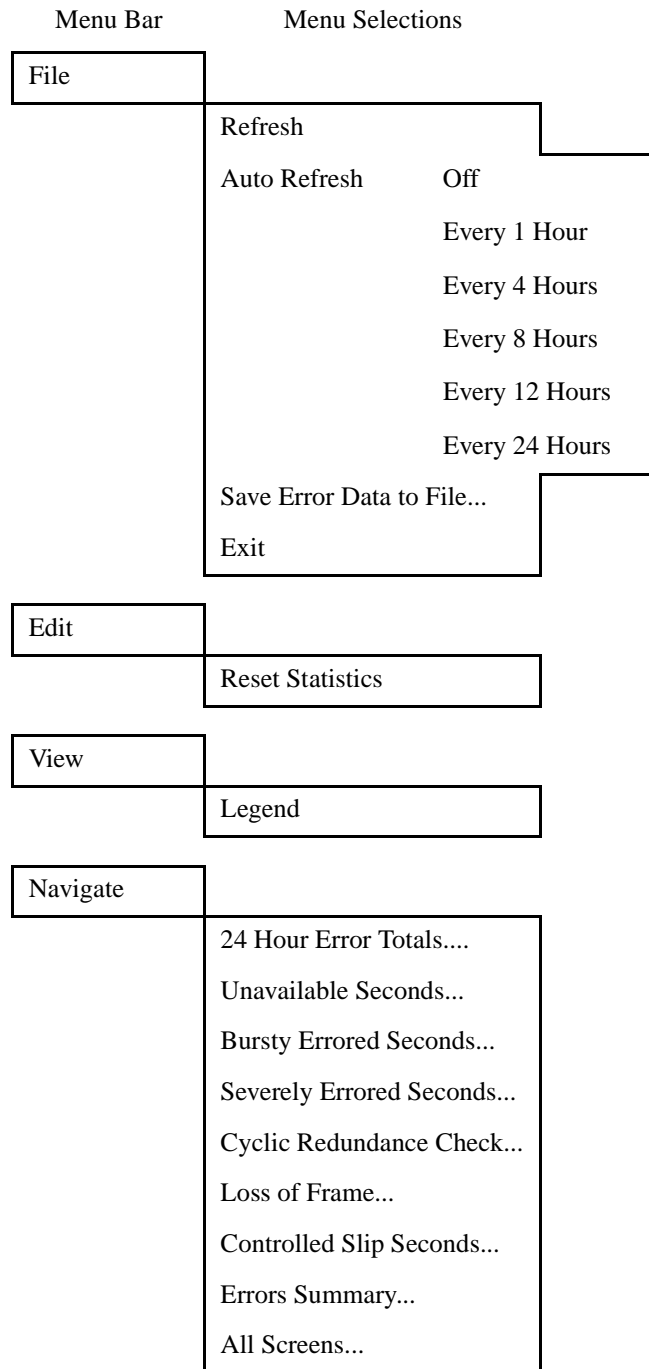 Menu Bar Menu Selections
File
Refresh
Auto Refresh Off
Every 1 Hour
Every 4 Hours
Every 8 Hours
Every 12 Hours
Every 24 Hours
Save Error Data to File...
Exit
Edit
Reset Statistics
View
Legend
Navigate
24 Hour Error Totals....
Unavailable Seconds...
Bursty Errored Seconds...
Severely Errored Seconds...
Cyclic Redundance Check...
Loss of Frame...
Controlled Slip Seconds...
Errors Summary...
All Screens...